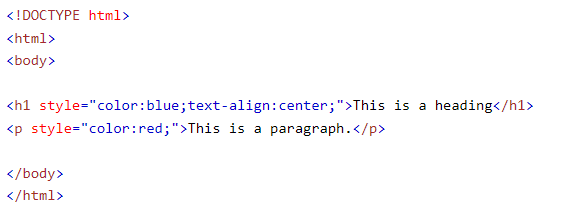 <!DOCTYPE html>
<html>
<body>
<h1 style="color:blue;text-align:center;">This is a heading</h1>
<p style="color:red;">This is a paragraph.</p>
</body>
</html>